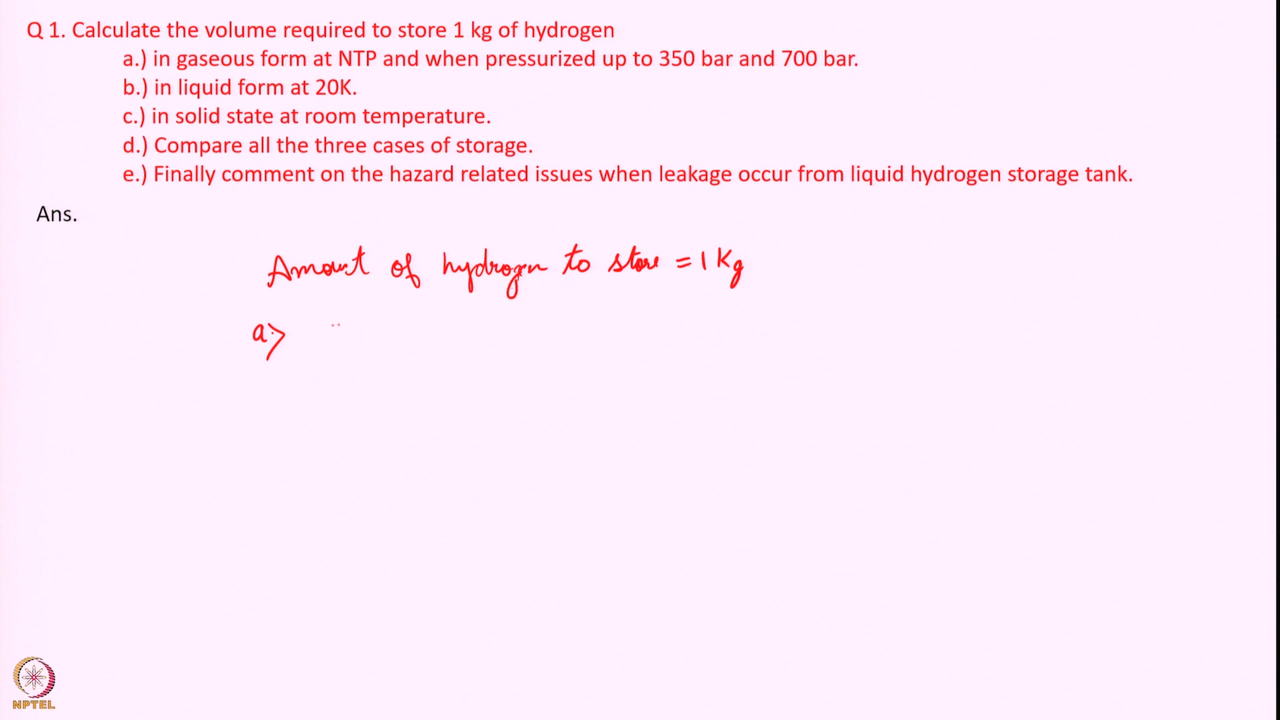 Q 1. Calculate the volume required to store 1 kg of hydrogen
a.) in gaseous form at NTP and when pressurized up to 350 bar and 700 bar.
b.) in liquid form at 20K.
c.) in solid state at room temperature.
d.) Compare all the three cases of storage.
e.) Finally comment on the hazard related issues when leakage occur from liquid hydrogen storage tank.
Ans.
Amount of hydrogen to store = 1 Kg
a>
NPTEL